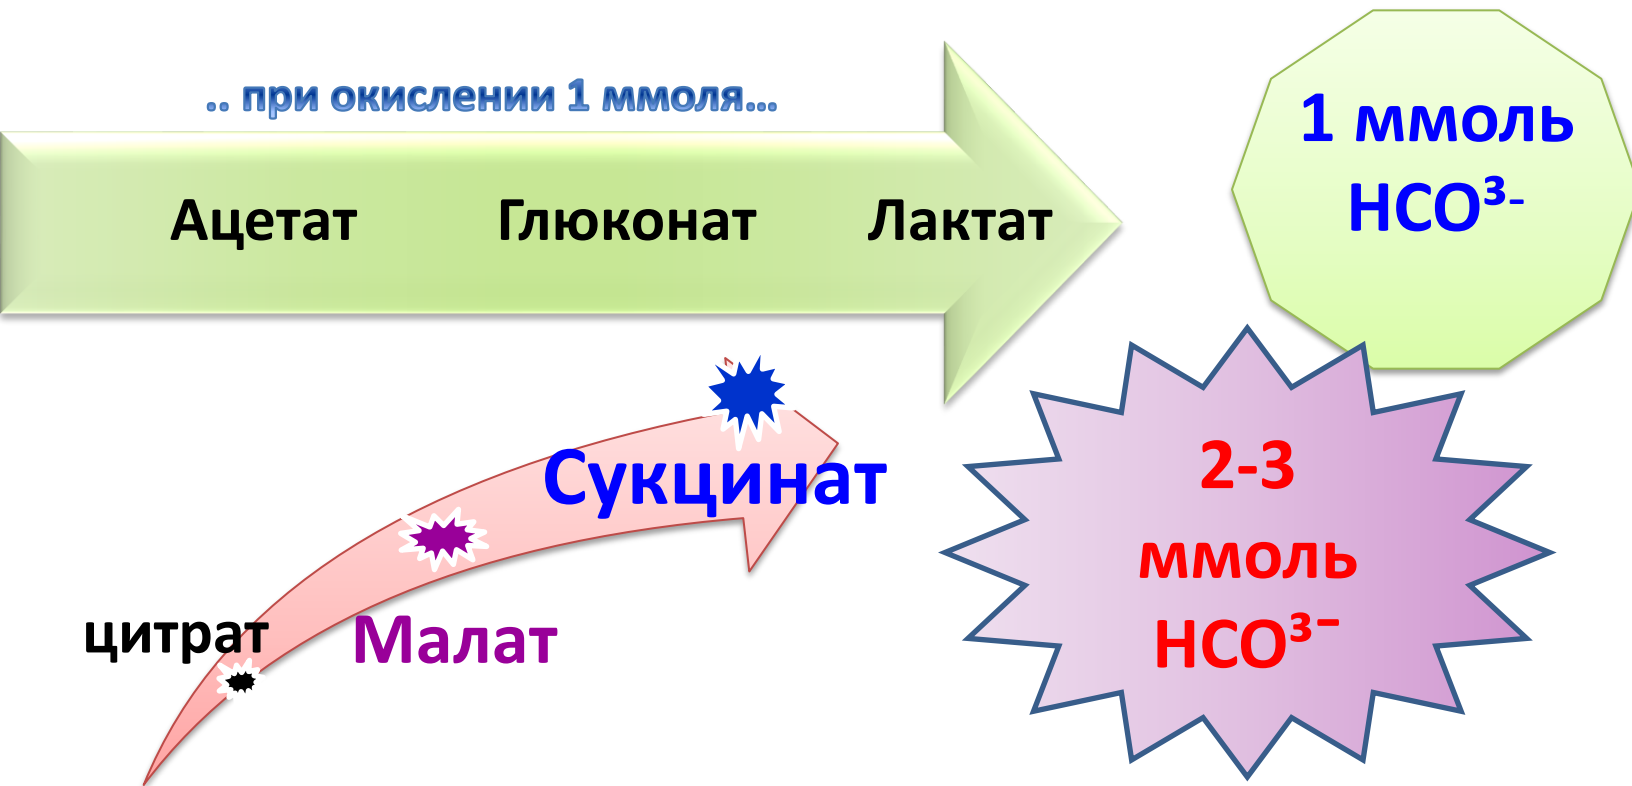 .. при окислении 1 ммоля...
Ацетат Глюконат Лактат
1 ммоль
НСО³-
Сукцинат
цитрат
Малат
2-3
ммоль
НСО³⁻